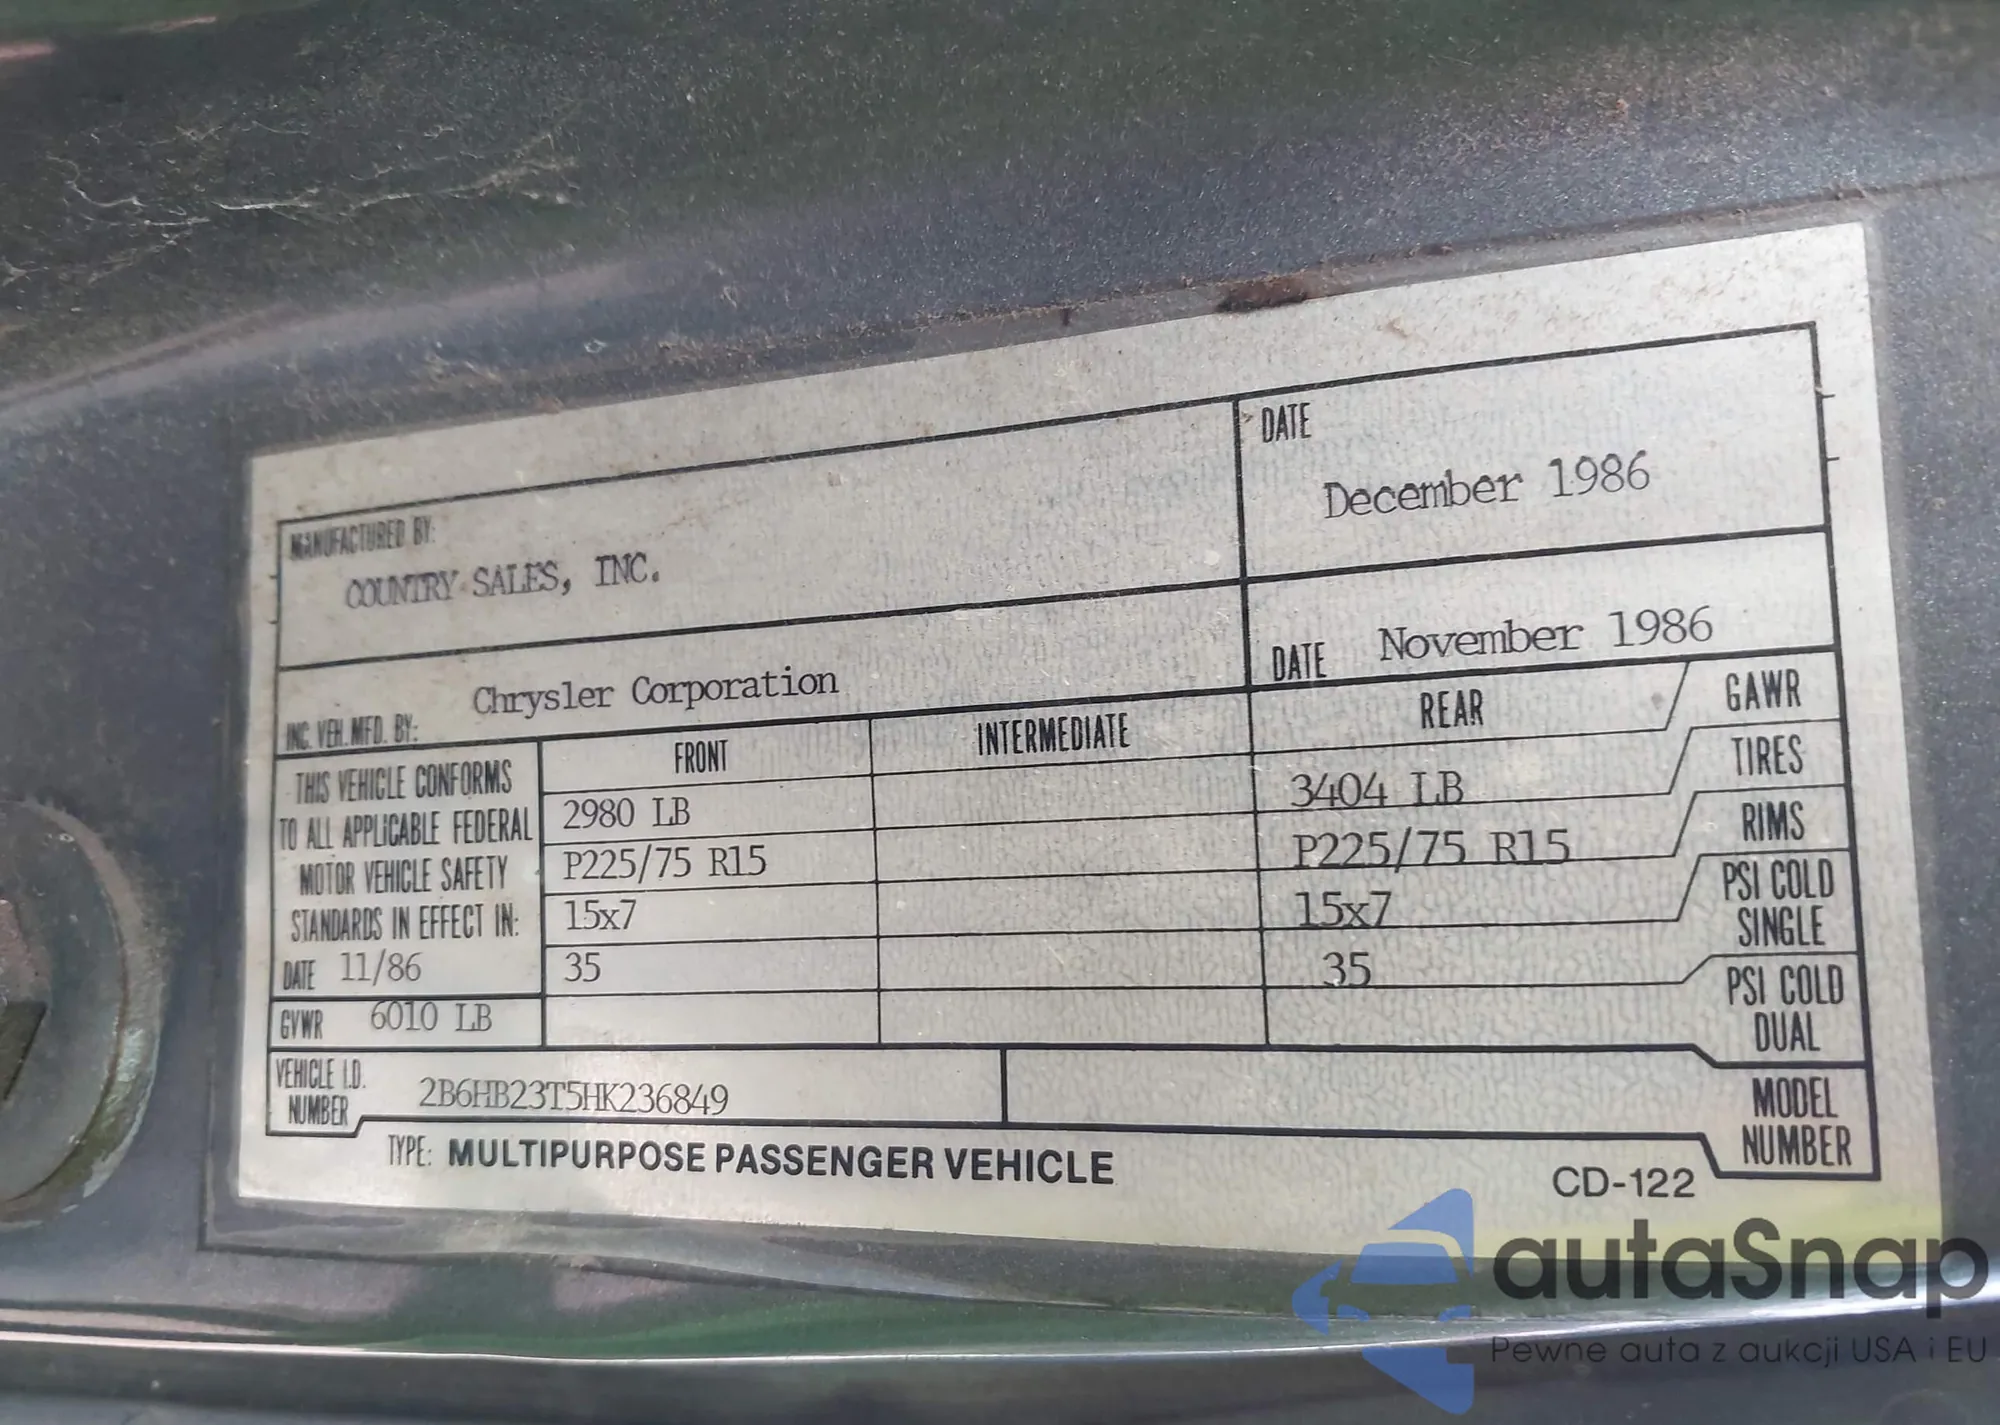 MANUFACTURED BY:
COUNTRY SALES, INC.
DATE
December 1986
INC. VEH. MFD. BY:
Chrysler Corporation
DATE November 1986
THIS VEHICLE CONFORMS
TO ALL APPLICABLE FEDERAL
MOTOR VEHICLE SAFETY
STANDARDS IN EFFECT IN:
DATE 11/86
GVWR 6010 LB
FRONT INTERMEDIATE REAR GAWR
2980 LB 3404 LB TIRES
P225/75 R15 P225/75 R15 RIMS
15x7 15x7 PSI COLD
SINGLE
35 35 PSI COLD
DUAL
VEHICLE I.D.
NUMBER
2B6HB23T5HK236849
MODEL
NUMBER
TYPE: MULTIPURPOSE PASSENGER VEHICLE
CD-122
autaSnap
Pewne auta z aukcji USA i EU